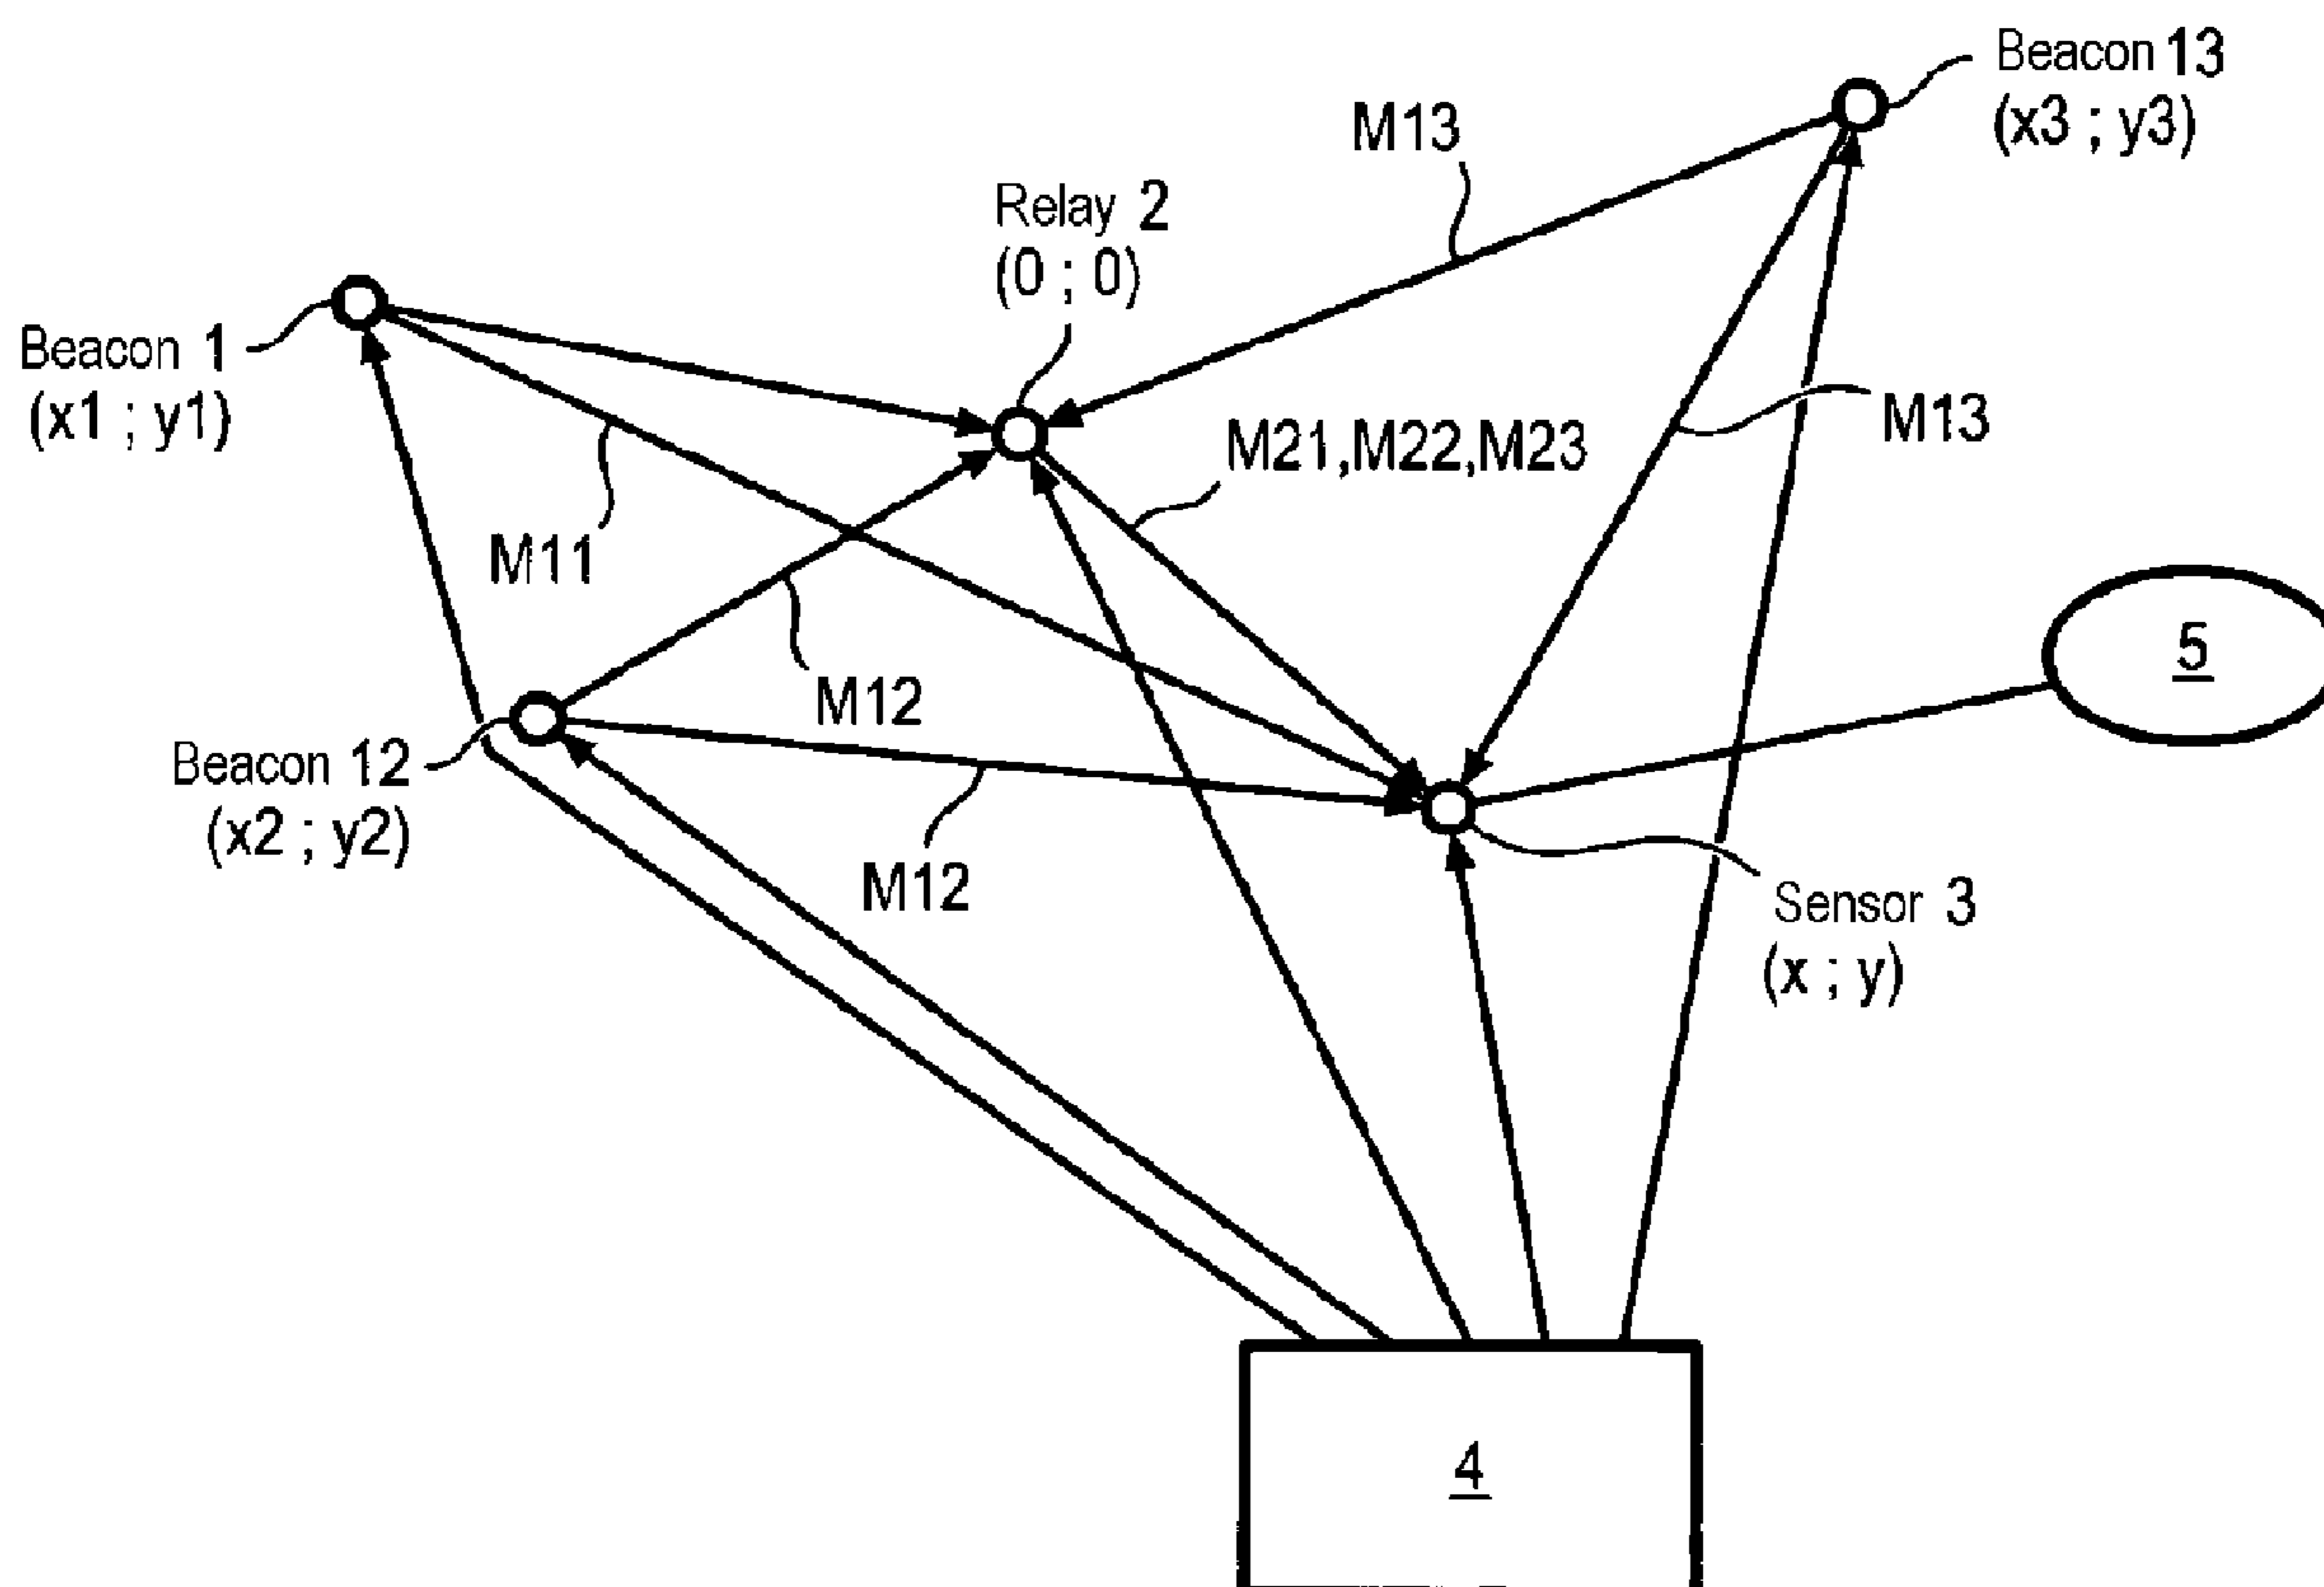 Beacon 13
(x3 ; y3)
M13
Relay 2
(0 ; 0)
Beacon 1
(x1 ; y1)
M21,M22,M23
M13
M11
5
M12
Beacon 12
(x2 ; y2)
M12
Sensor 3
(x ; y)
4